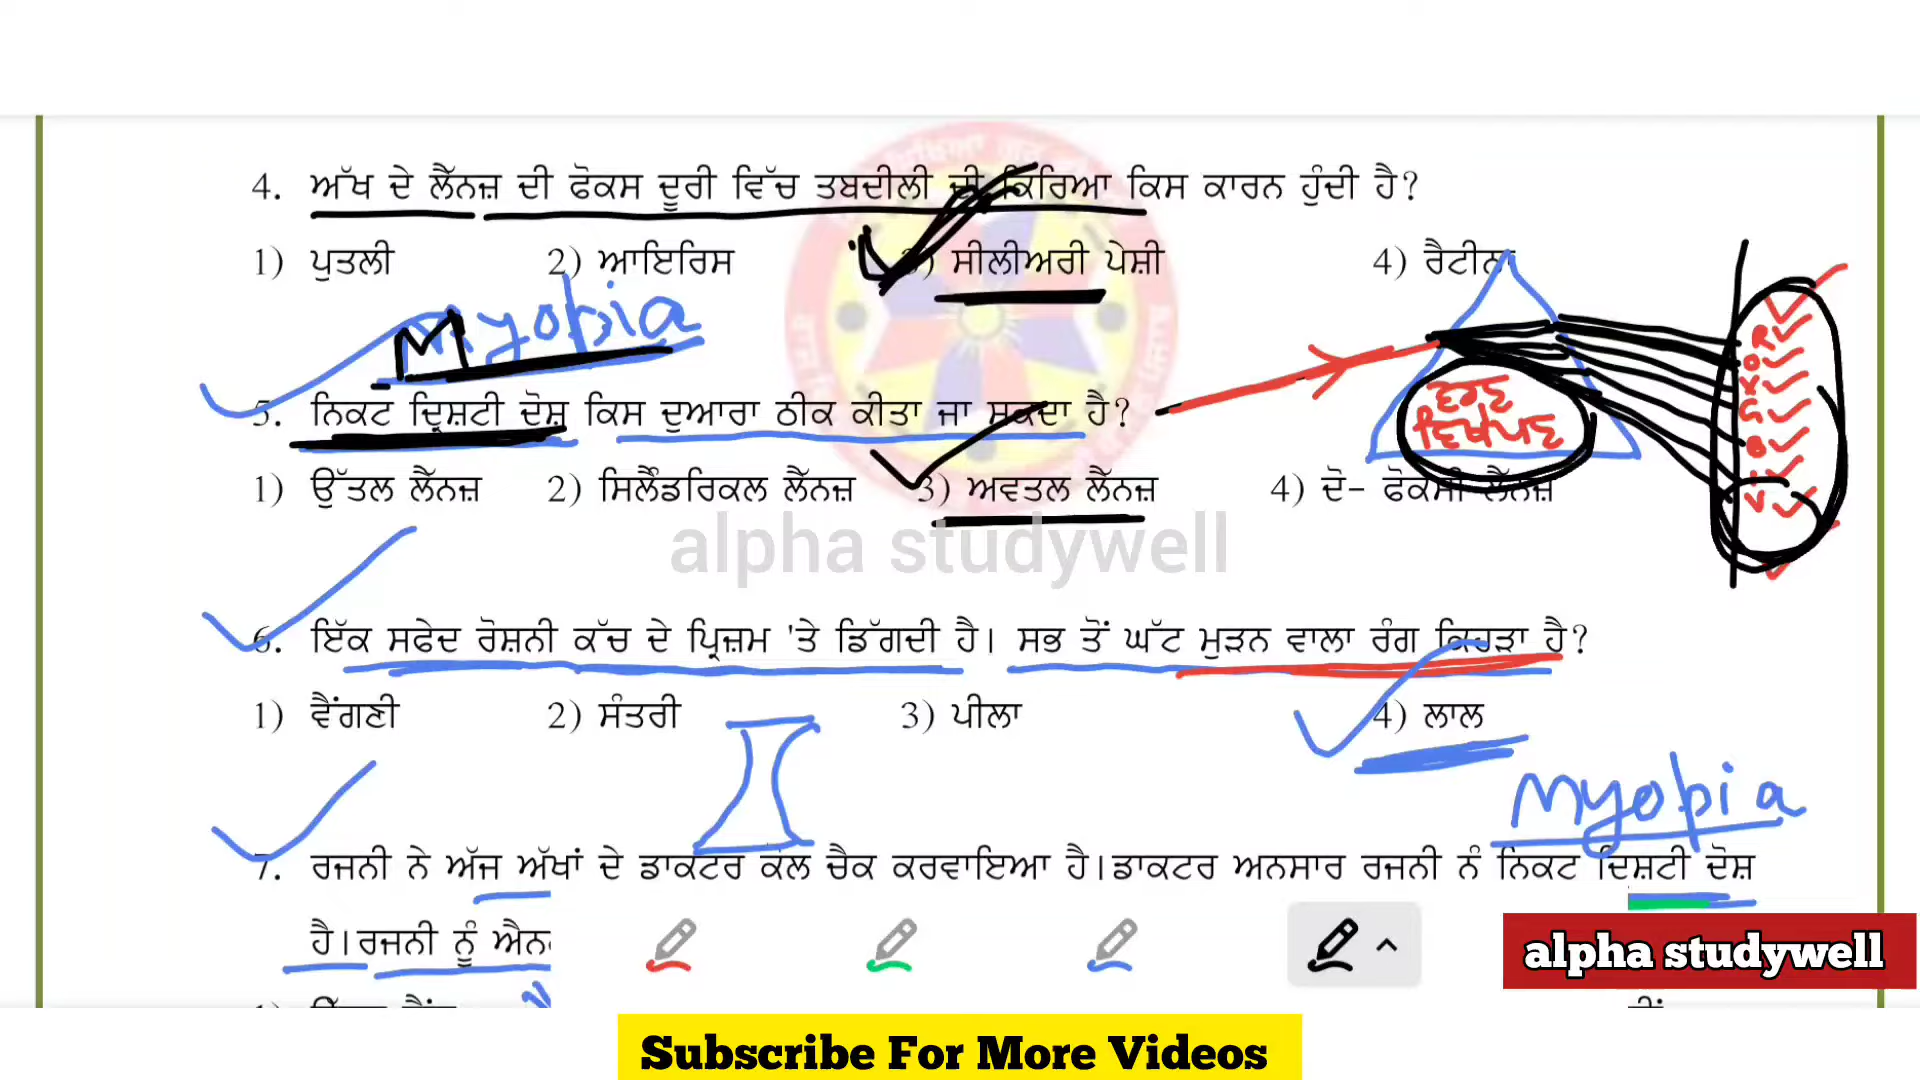 4. ਅੱਖ ਦੇ ਲੈੱਨਜ਼ ਦੀ ਫੋਕਸ ਦੂਰੀ ਵਿੱਚ ਤਬਦੀਲੀ ਦੀ ਕਿਰਿਆ ਕਿਸ ਕਾਰਨ ਹੁੰਦੀ ਹੈ?
1) ਪੁਤਲੀ 2) ਆਇਰਿਸ 3) ਸੀਲੀਅਰੀ ਪੇਸ਼ੀ 4) ਰੈਟੀਨਾ
Myopia
5. ਨਿਕਟ ਦ੍ਰਿਸ਼ਟੀ ਦੋਸ਼ ਕਿਸ ਦੁਆਰਾ ਠੀਕ ਕੀਤਾ ਜਾ ਸਕਦਾ ਹੈ?
ਵਰਣ
ਵਿਖੇਪਣ
1) ਉੱਤਲ ਲੈੱਨਜ਼ 2) ਸਿਲੈਂਡਰਿਕਲ ਲੈੱਨਜ਼ 3) ਅਵਤਲ ਲੈੱਨਜ਼ 4) ਦੋ- ਫੋਕਸੀ ਲੈੱਨਜ਼
alpha studywell
6. ਇੱਕ ਸਫੇਦ ਰੋਸ਼ਨੀ ਕੱਚ ਦੇ ਪ੍ਰਿਜ਼ਮ 'ਤੇ ਡਿੱਗਦੀ ਹੈ। ਸਭ ਤੋਂ ਘੱਟ ਮੁੜਨ ਵਾਲਾ ਰੰਗ ਕਿਹੜਾ ਹੈ?
1) ਵੈਂਗਣੀ 2) ਸੰਤਰੀ 3) ਪੀਲਾ 4) ਲਾਲ
Myopia
7. ਰਜਨੀ ਨੇ ਅੱਜ ਅੱਖਾਂ ਦੇ ਡਾਕਟਰ ਕੋਲ ਚੈਕ ਕਰਵਾਇਆ ਹੈ। ਡਾਕਟਰ ਅਨੁਸਾਰ ਰਜਨੀ ਨੂੰ ਨਿਕਟ ਦ੍ਰਿਸ਼ਟੀ ਦੋਸ਼
ਹੈ। ਰਜਨੀ ਨੂੰ
alpha studywell
Subscribe For More Videos